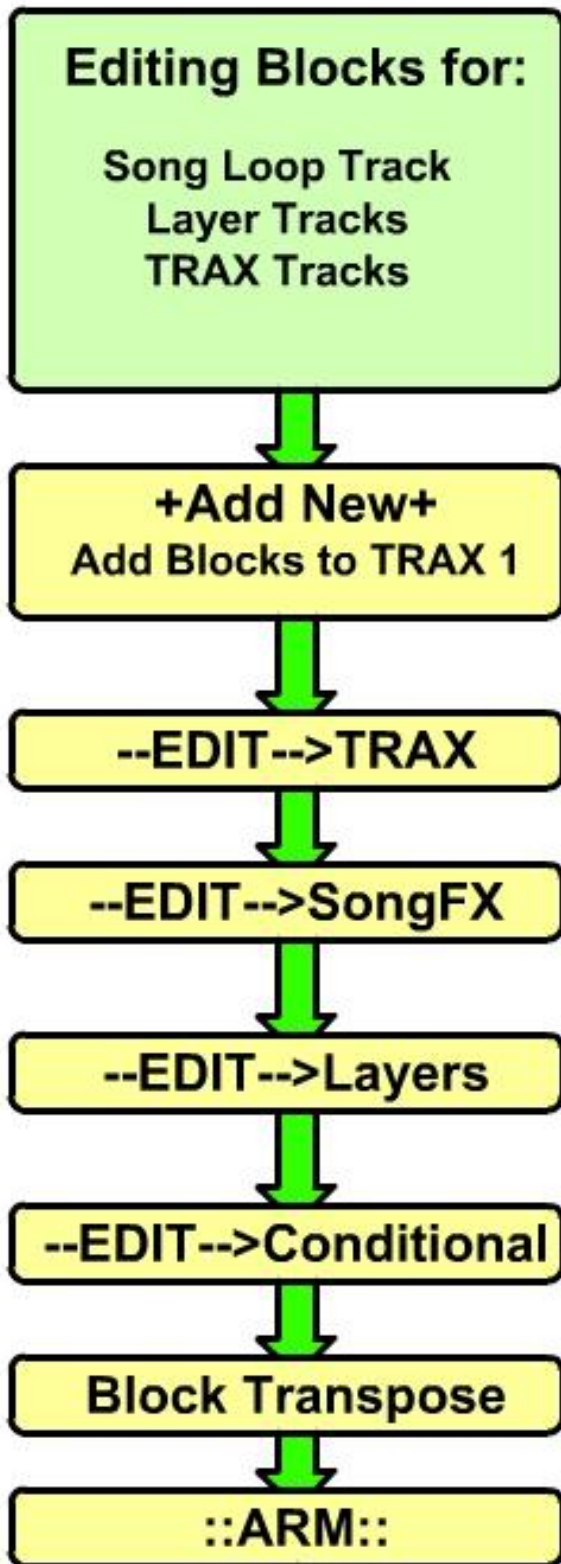 Editing Blocks for:
Song Loop Track
Layer Tracks
TRAX Tracks
+Add New+
Add Blocks to TRAX 1
--EDIT-->TRAX
--EDIT-->SongFX
--EDIT-->Layers
--EDIT-->Conditional
Block Transpose
::ARM::